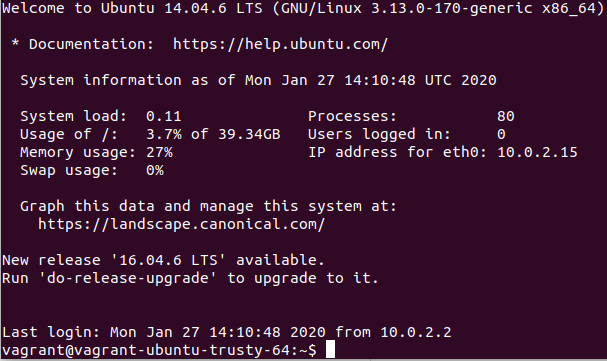 Welcome to Ubuntu 14.04.6 LTS (GNU/Linux 3.13.0-170-generic x86_64)
* Documentation:  https://help.ubuntu.com/
System information as of Mon Jan 27 14:10:48 UTC 2020
System load:  0.11              Processes:           80
Usage of /:   3.7% of 39.34GB   Users logged in:     0
Memory usage: 27%               IP address for eth0: 10.0.2.15
Swap usage:   0%
Graph this data and manage this system at:
https://landscape.canonical.com/
New release '16.04.6 LTS' available.
Run 'do-release-upgrade' to upgrade to it.
Last login: Mon Jan 27 14:10:48 2020 from 10.0.2.2
vagrant@vagrant-ubuntu-trusty-64:~$